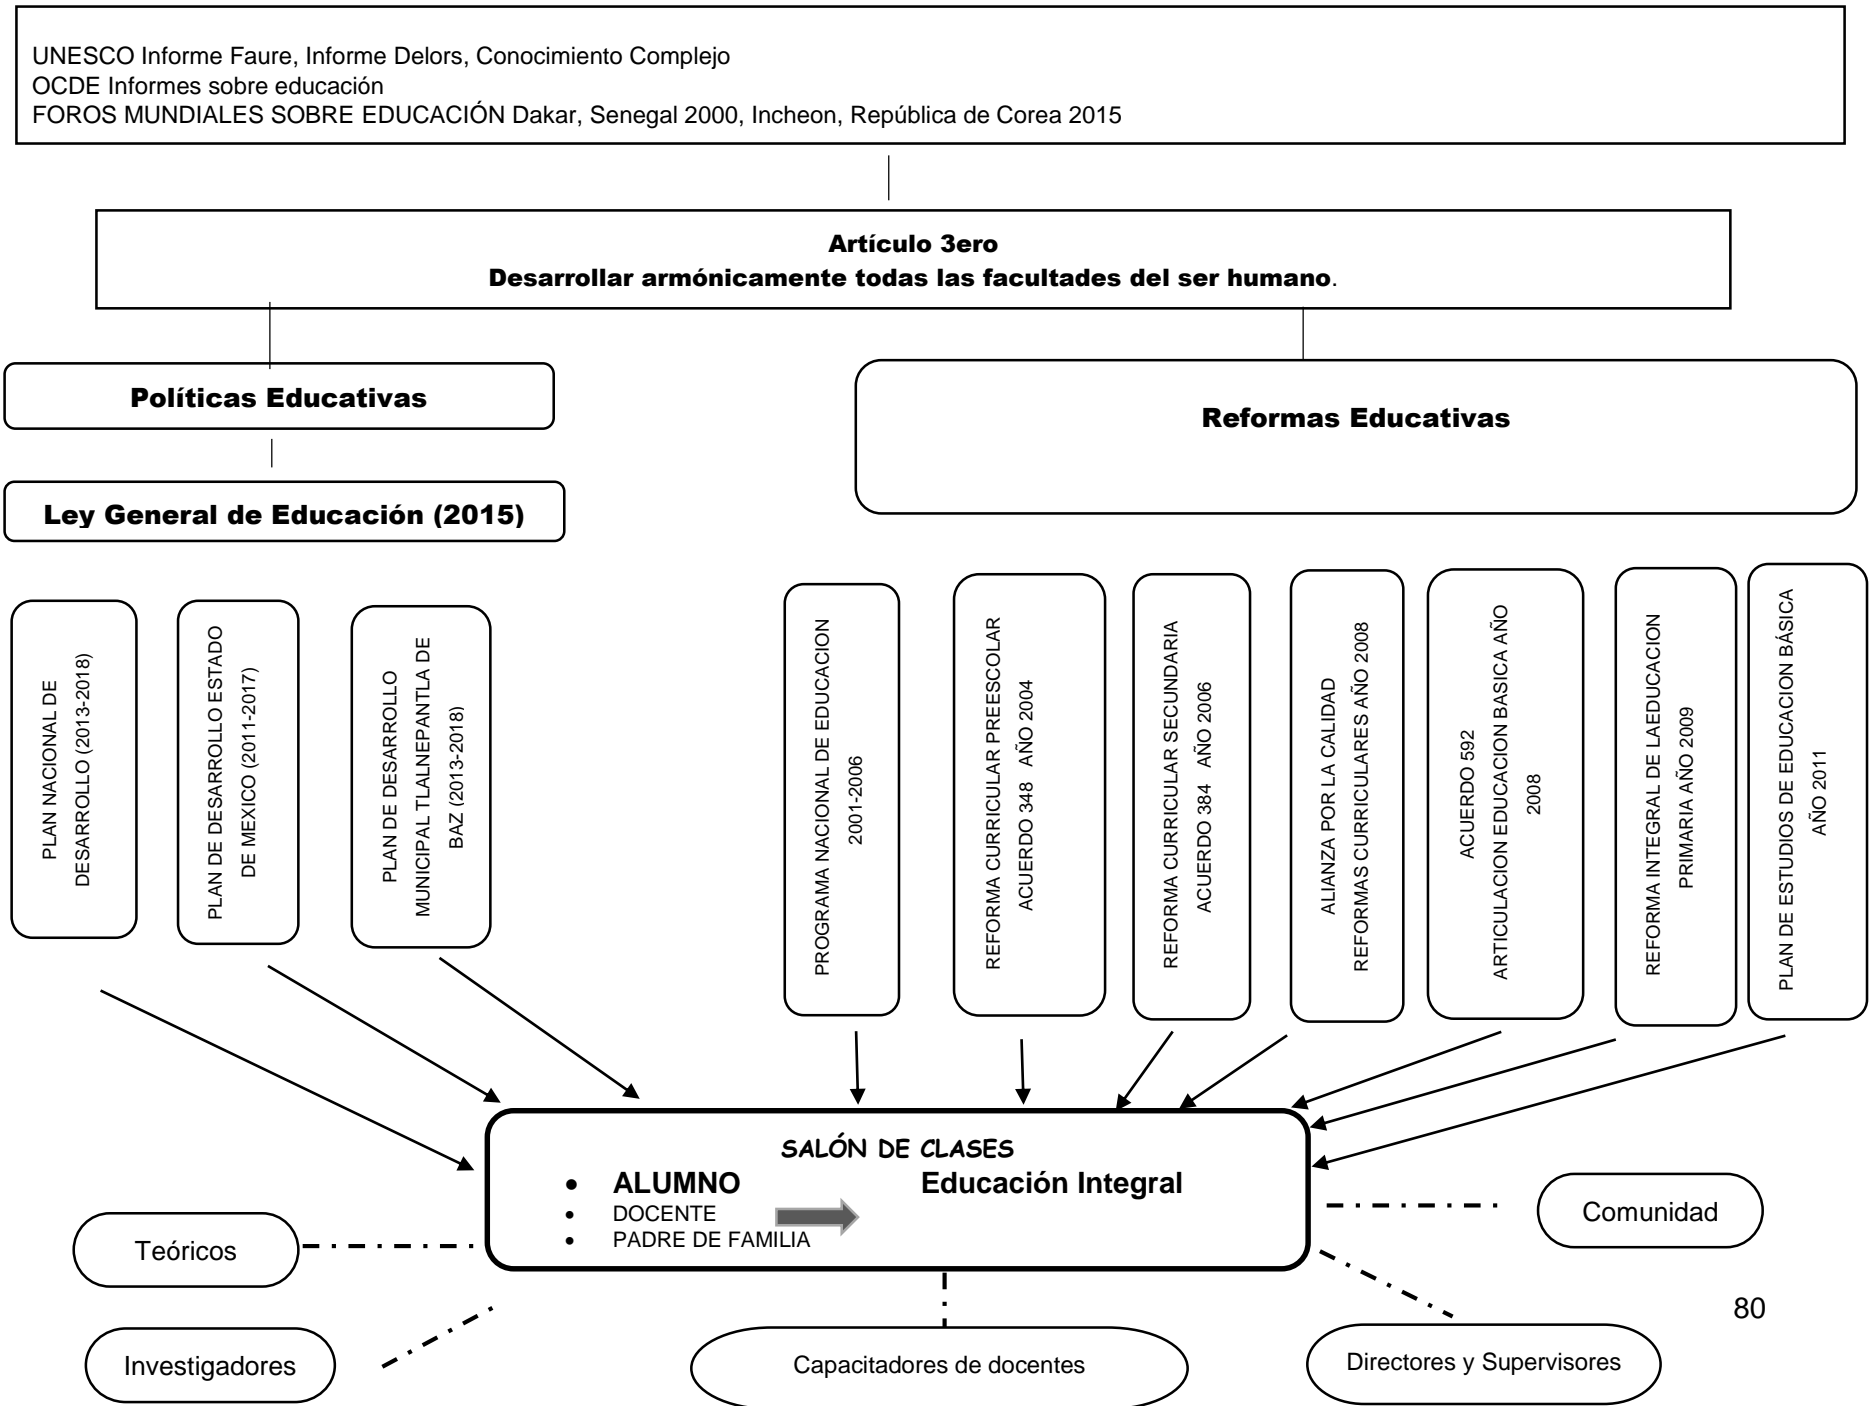 UNESCO Informe Faure, Informe Delors, Conocimiento Complejo
OCDE Informes sobre educación
FOROS MUNDIALES SOBRE EDUCACIÓN Dakar, Senegal 2000, Incheon, República de Corea 2015
Artículo 3ero
Desarrollar armónicamente todas las facultades del ser humano.
Políticas Educativas
Reformas Educativas
Ley General de Educación (2015)
PLAN NACIONAL DE
DESARROLLO (2013-2018)
PLAN DE DESARROLLO ESTADO
DE MEXICO (2011-2017)
PLAN DE DESARROLLO
MUNICIPAL TLALNEPANTLA DE
BAZ (2013-2018)
PROGRAMA NACIONAL DE EDUCACION
2001-2006
REFORMA CURRICULAR PREESCOLAR
ACUERDO 348 AÑO 2004
REFORMA CURRICULAR SECUNDARIA
ACUERDO 384 AÑO 2006
ALIANZA POR LA CALIDAD
REFORMAS CURRICULARES AÑO 2008
ACUERDO 592
ARTICULACION EDUCACION BASICA AÑO
2008
REFORMA INTEGRAL DE LAEDUCACION
PRIMARIA AÑO 2009
PLAN DE ESTUDIOS DE EDUCACION BÁSICA
AÑO 2011
SALÓN DE CLASES
• ALUMNO Educación Integral
• DOCENTE
• PADRE DE FAMILIA
Teóricos
Comunidad
Investigadores
Capacitadores de docentes
Directores y Supervisores
80